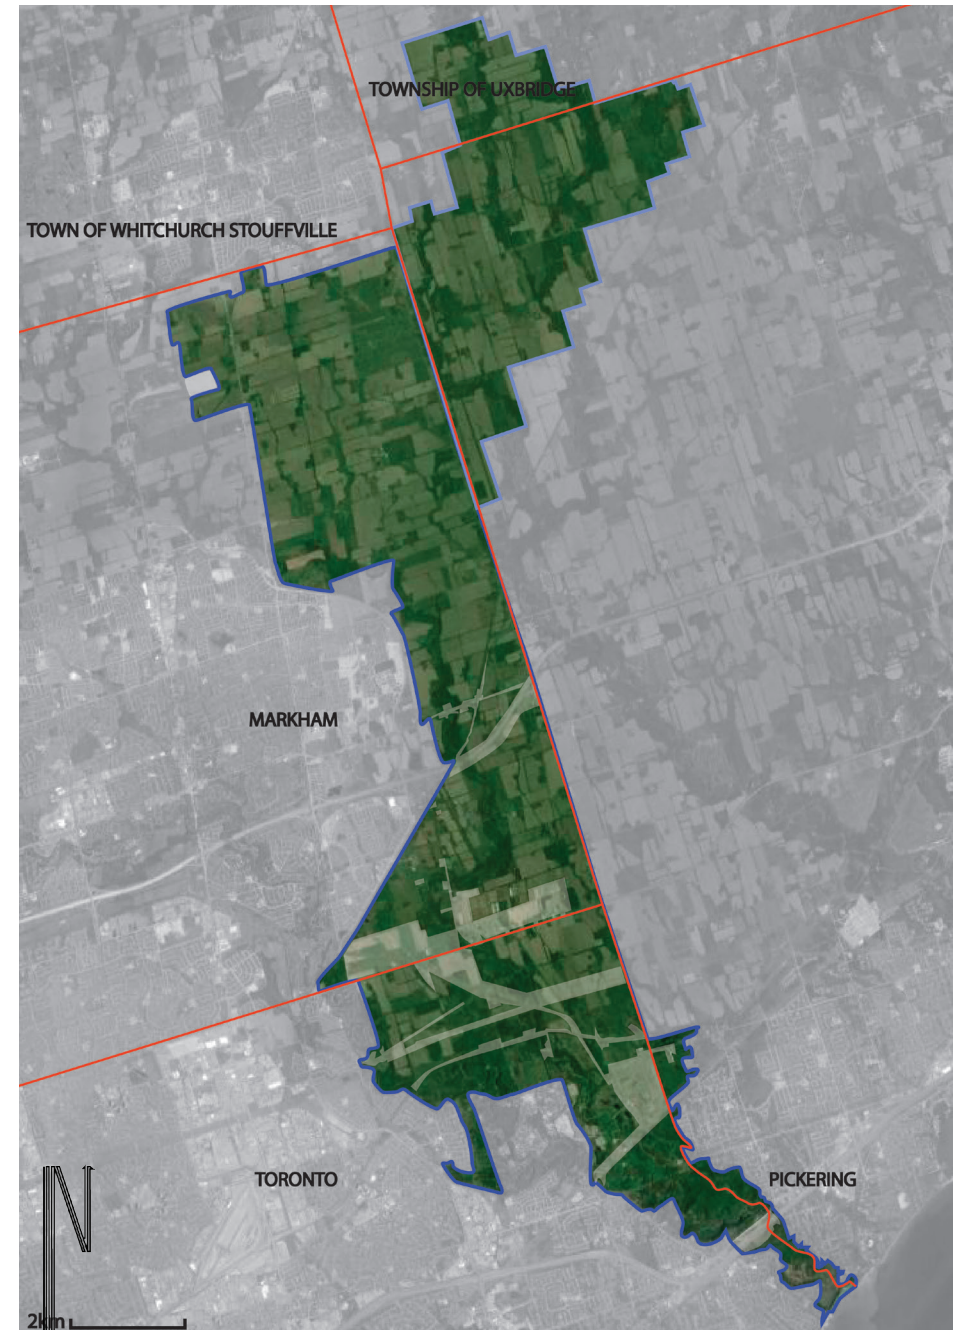 TOWNSHIP OF UXBRIDGE
TOWN OF WHITCHURCH STOUFFVILLE
MARKHAM
TORONTO
PICKERING
N
2km